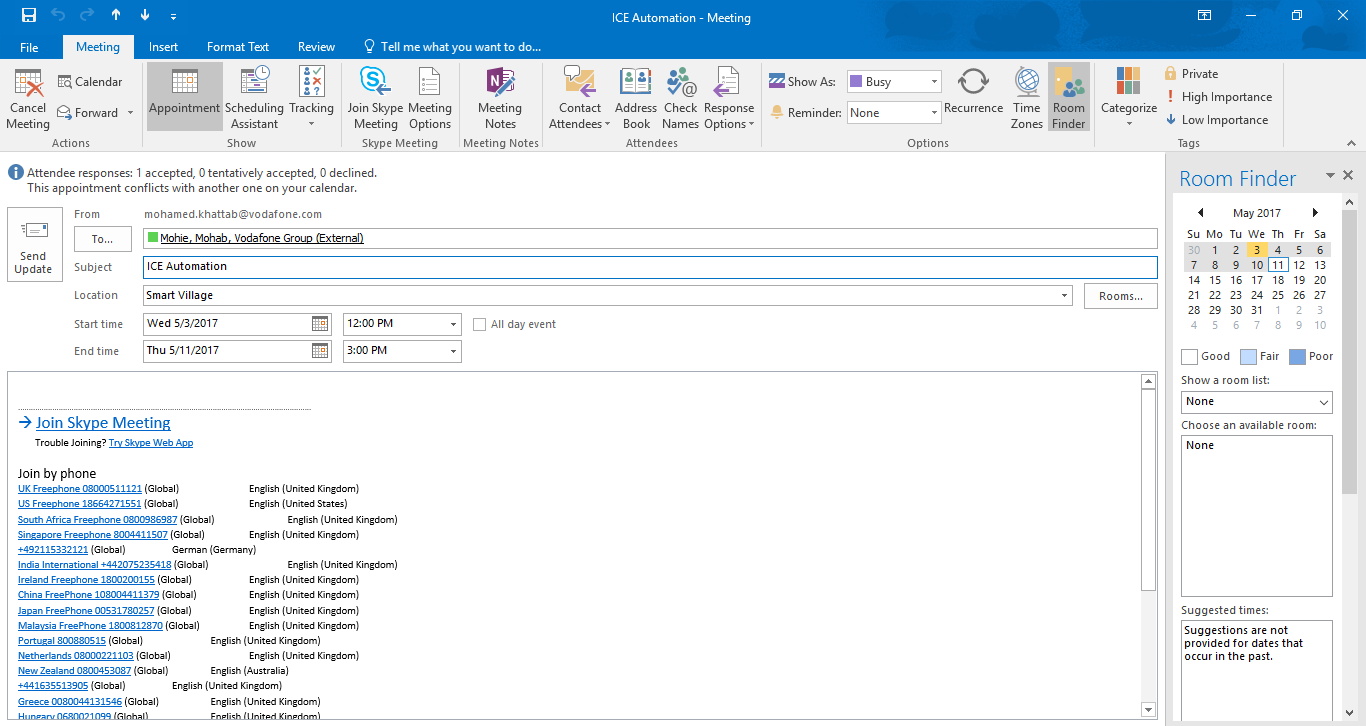 ICE Automation - Meeting
File Meeting Insert Format Text Review Tell me what you want to do...
Cancel Meeting
Calendar
Forward
Actions
Appointment
Scheduling Assistant
Tracking
Show
Join Skype Meeting
Meeting Options
Skype Meeting
Meeting Notes
Meeting Notes
Contact Attendees
Address Book
Check Names
Response Options
Attendees
Show As: Busy
Reminder: None
Recurrence
Time Zones
Room Finder
Options
Categorize
Private
High Importance
Low Importance
Tags
Attendee responses: 1 accepted, 0 tentatively accepted, 0 declined.
This appointment conflicts with another one on your calendar.
Send Update
From mohamed.khattab@vodafone.com
To... Mohie, Mohab, Vodafone Group (External)
Subject ICE Automation
Location Smart Village Rooms...
Start time Wed 5/3/2017 12:00 PM All day event
End time Thu 5/11/2017 3:00 PM
Join Skype Meeting
Trouble Joining? Try Skype Web App
Join by phone
UK Freephone 08000511121 (Global) English (United Kingdom)
US Freephone 18664271551 (Global) English (United States)
South Africa Freephone 0800986987 (Global) English (United Kingdom)
Singapore Freephone 8004411507 (Global) English (United Kingdom)
+492115332121 (Global) German (Germany)
India International +442075235418 (Global) English (United Kingdom)
Ireland Freephone 1800200155 (Global) English (United Kingdom)
China FreePhone 108004411379 (Global) English (United Kingdom)
Japan FreePhone 00531780257 (Global) English (United Kingdom)
Malaysia FreePhone 1800812870 (Global) English (United Kingdom)
Portugal 800880515 (Global) English (United Kingdom)
Netherlands 08000221103 (Global) English (United Kingdom)
New Zealand 0800453087 (Global) English (Australia)
+441635513905 (Global) English (United Kingdom)
Greece 0080044131546 (Global) English (United Kingdom)
Hungary 0680021099 (Global) English (United Kingdom)
Room Finder
May 2017
Su Mo Tu We Th Fr Sa
30 1 2 3 4 5 6
7 8 9 10 11 12 13
14 15 16 17 18 19 20
21 22 23 24 25 26 27
28 29 30 31 1 2 3
4 5 6 7 8 9 10
Good Fair Poor
Show a room list:
None
Choose an available room:
None
Suggested times:
Suggestions are not
provided for dates that
occur in the past.